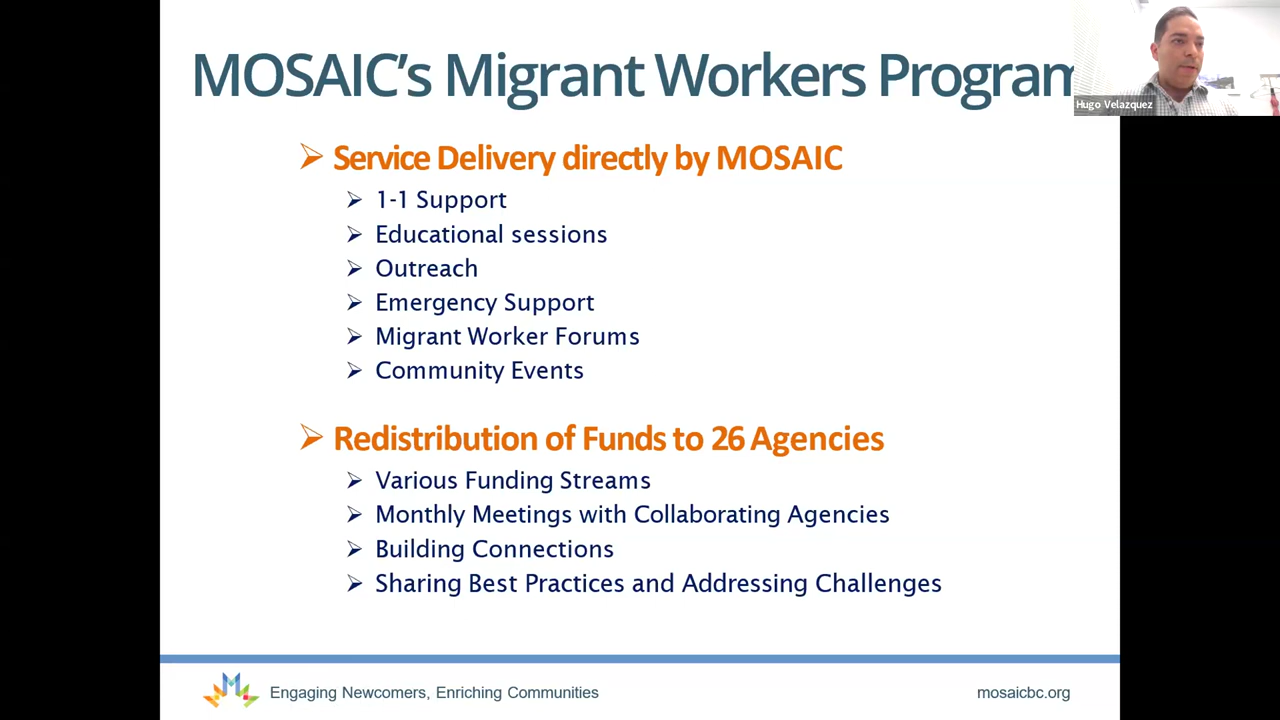 MOSAIC's Migrant Workers Program
Hugo Velazquez
Service Delivery directly by MOSAIC
1-1 Support
Educational sessions
Outreach
Emergency Support
Migrant Worker Forums
Community Events
Redistribution of Funds to 26 Agencies
Various Funding Streams
Monthly Meetings with Collaborating Agencies
Building Connections
Sharing Best Practices and Addressing Challenges
Engaging Newcomers, Enriching Communities
mosaicbc.org